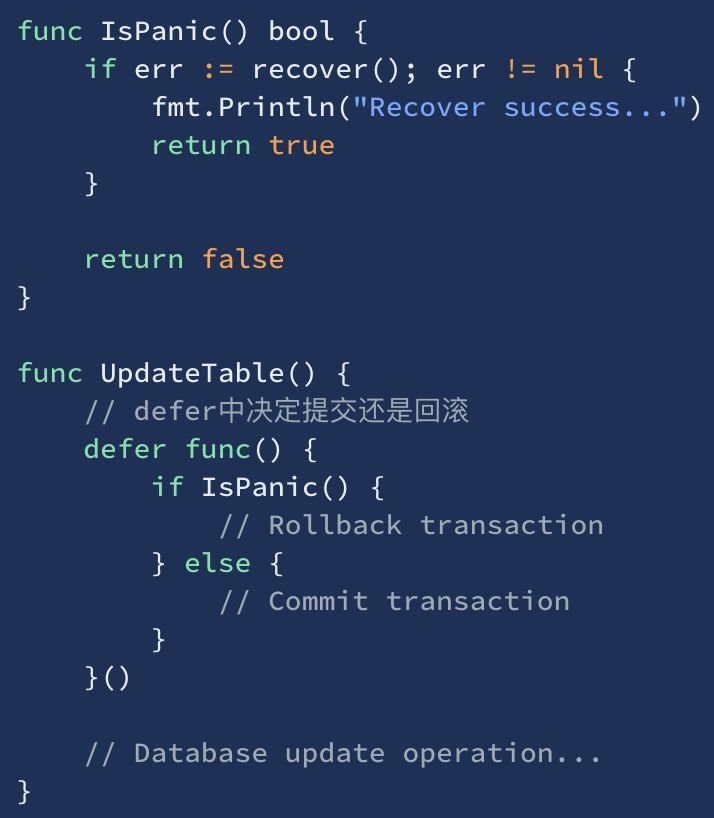 func IsPanic() bool {
    if err := recover(); err != nil {
        fmt.Println("Recover success...")
        return true
    }

    return false
}

func UpdateTable() {
    // defer中决定提交还是回滚
    defer func() {
        if IsPanic() {
            // Rollback transaction
        } else {
            // Commit transaction
        }
    }()

    // Database update operation...
}